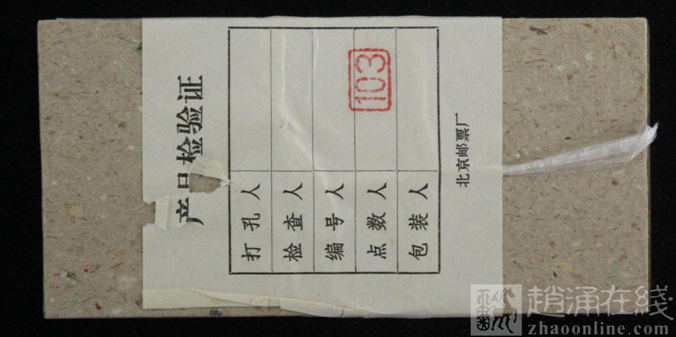 产品检验证
打孔人
检查人
编号人
点数人 103
包装人
北京邮票厂
趙涌在线
zhaoonline.com